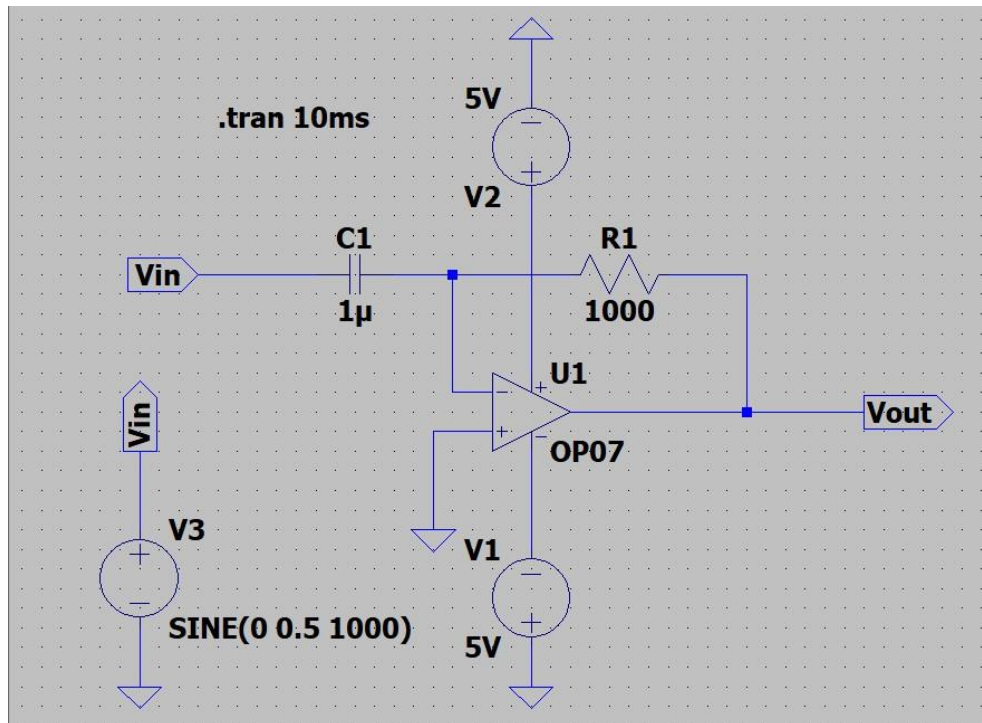 5V
.tran 10ms
V2
C1
R1
Vin
1µ
1000
U1
Vin
Vout
OP07
V3
V1
SINE(0 0.5 1000)
5V